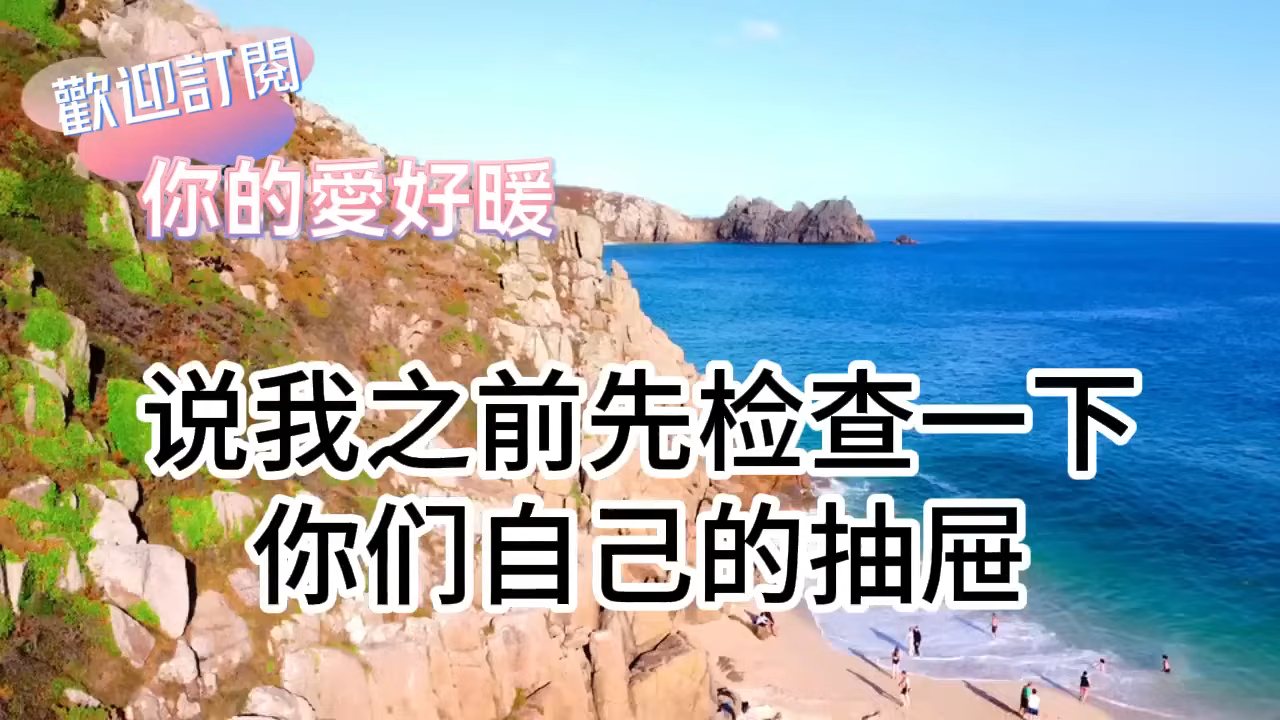 歡迎訂閱
你的愛好暖
说我之前先检查一下
你们自己的抽屉